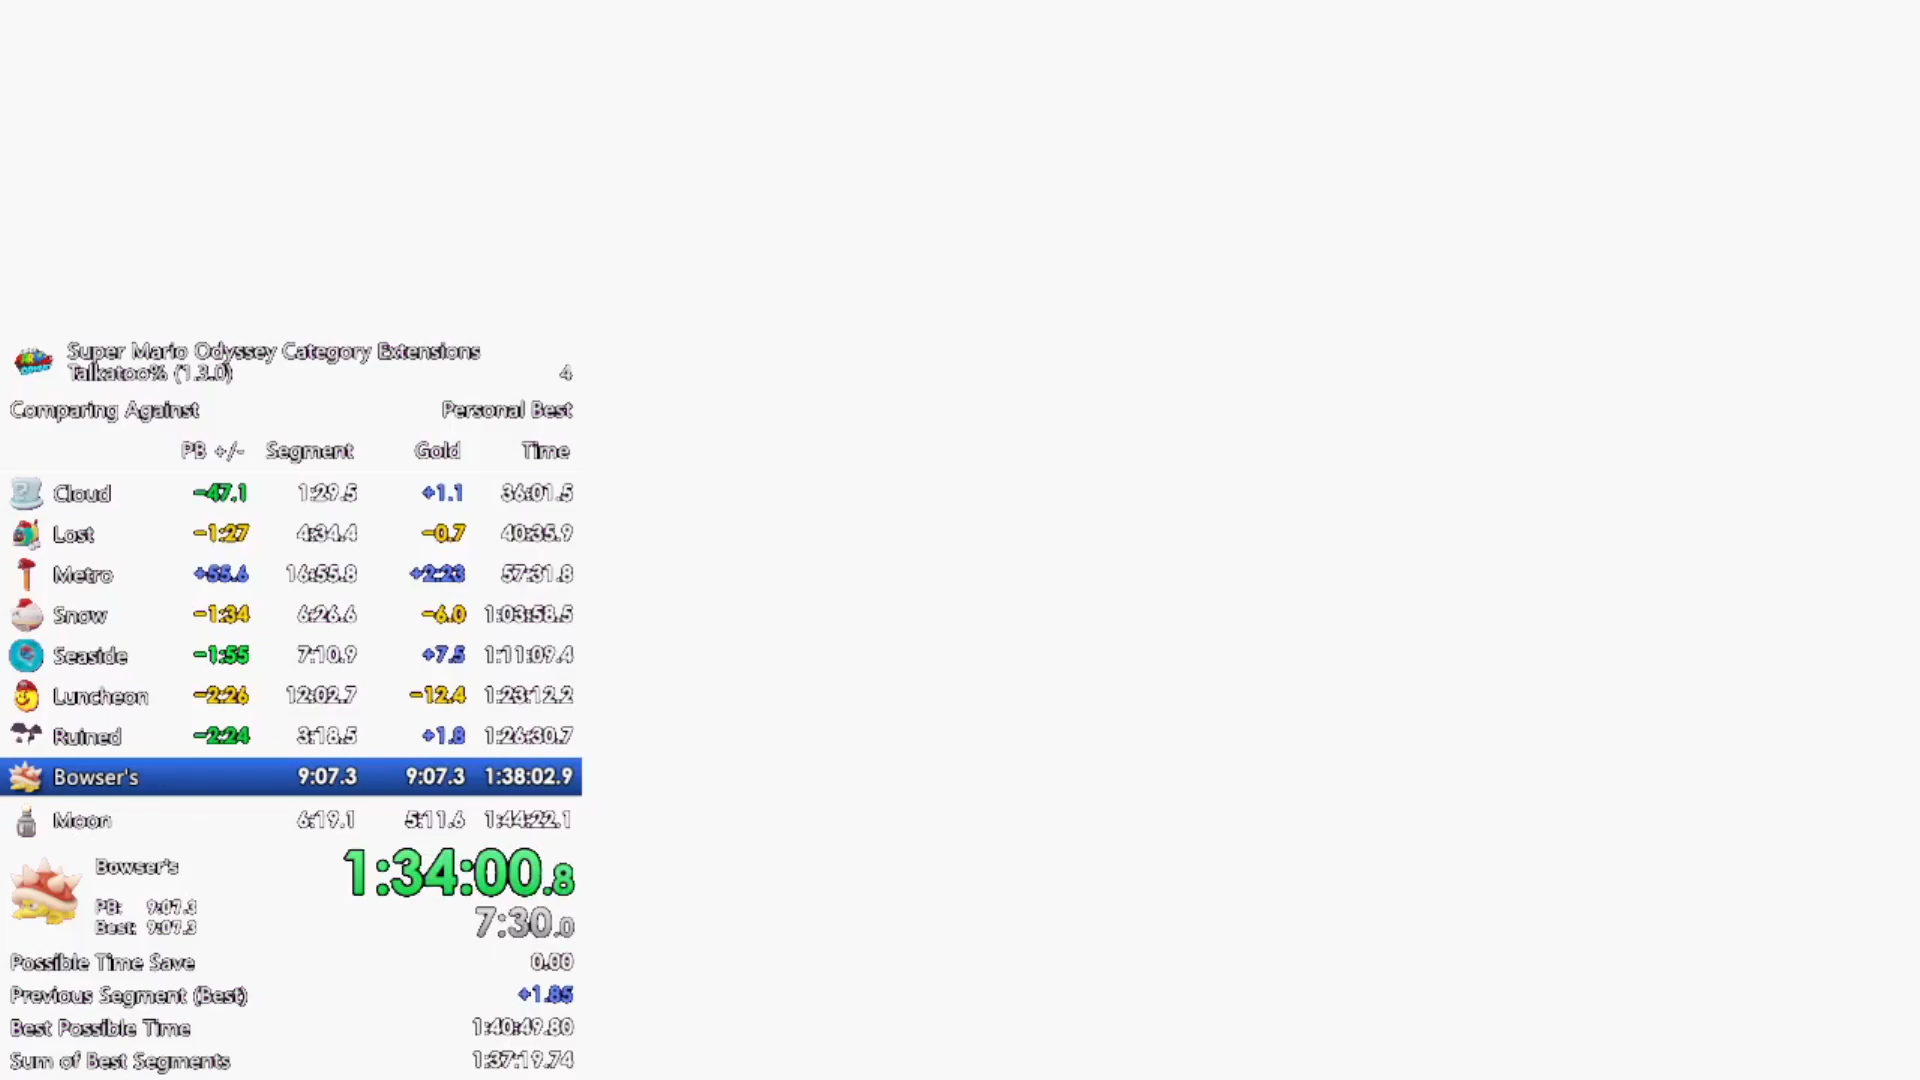 Super Mario Odyssey Category Extensions
Talkatoo% (1.3.0) 4
Comparing Against Personal Best
PB +/- Segment Gold Time
Cloud -47.1 1:29.5 +1.1 36:01.5
Lost -1:27 4:34.4 -0.7 40:35.9
Metro +55.6 16:55.8 +2:23 57:31.8
Snow -1:34 6:26.6 -6.0 1:03:58.5
Seaside -1:55 7:10.9 +7.5 1:11:09.4
Luncheon -2:26 12:02.7 -12.4 1:23:12.2
Ruined -2:24 3:18.5 +1.8 1:26:30.7
Bowser's 9:07.3 9:07.3 1:38:02.9
Moon 6:19.1 5:11.6 1:44:22.1
Bowser's 1:34:00.8
PB: 9:07.3 7:30.0
Best: 9:07.3
Possible Time Save 0.00
Previous Segment (Best) +1.85
Best Possible Time 1:40:49.80
Sum of Best Segments 1:37:19.74